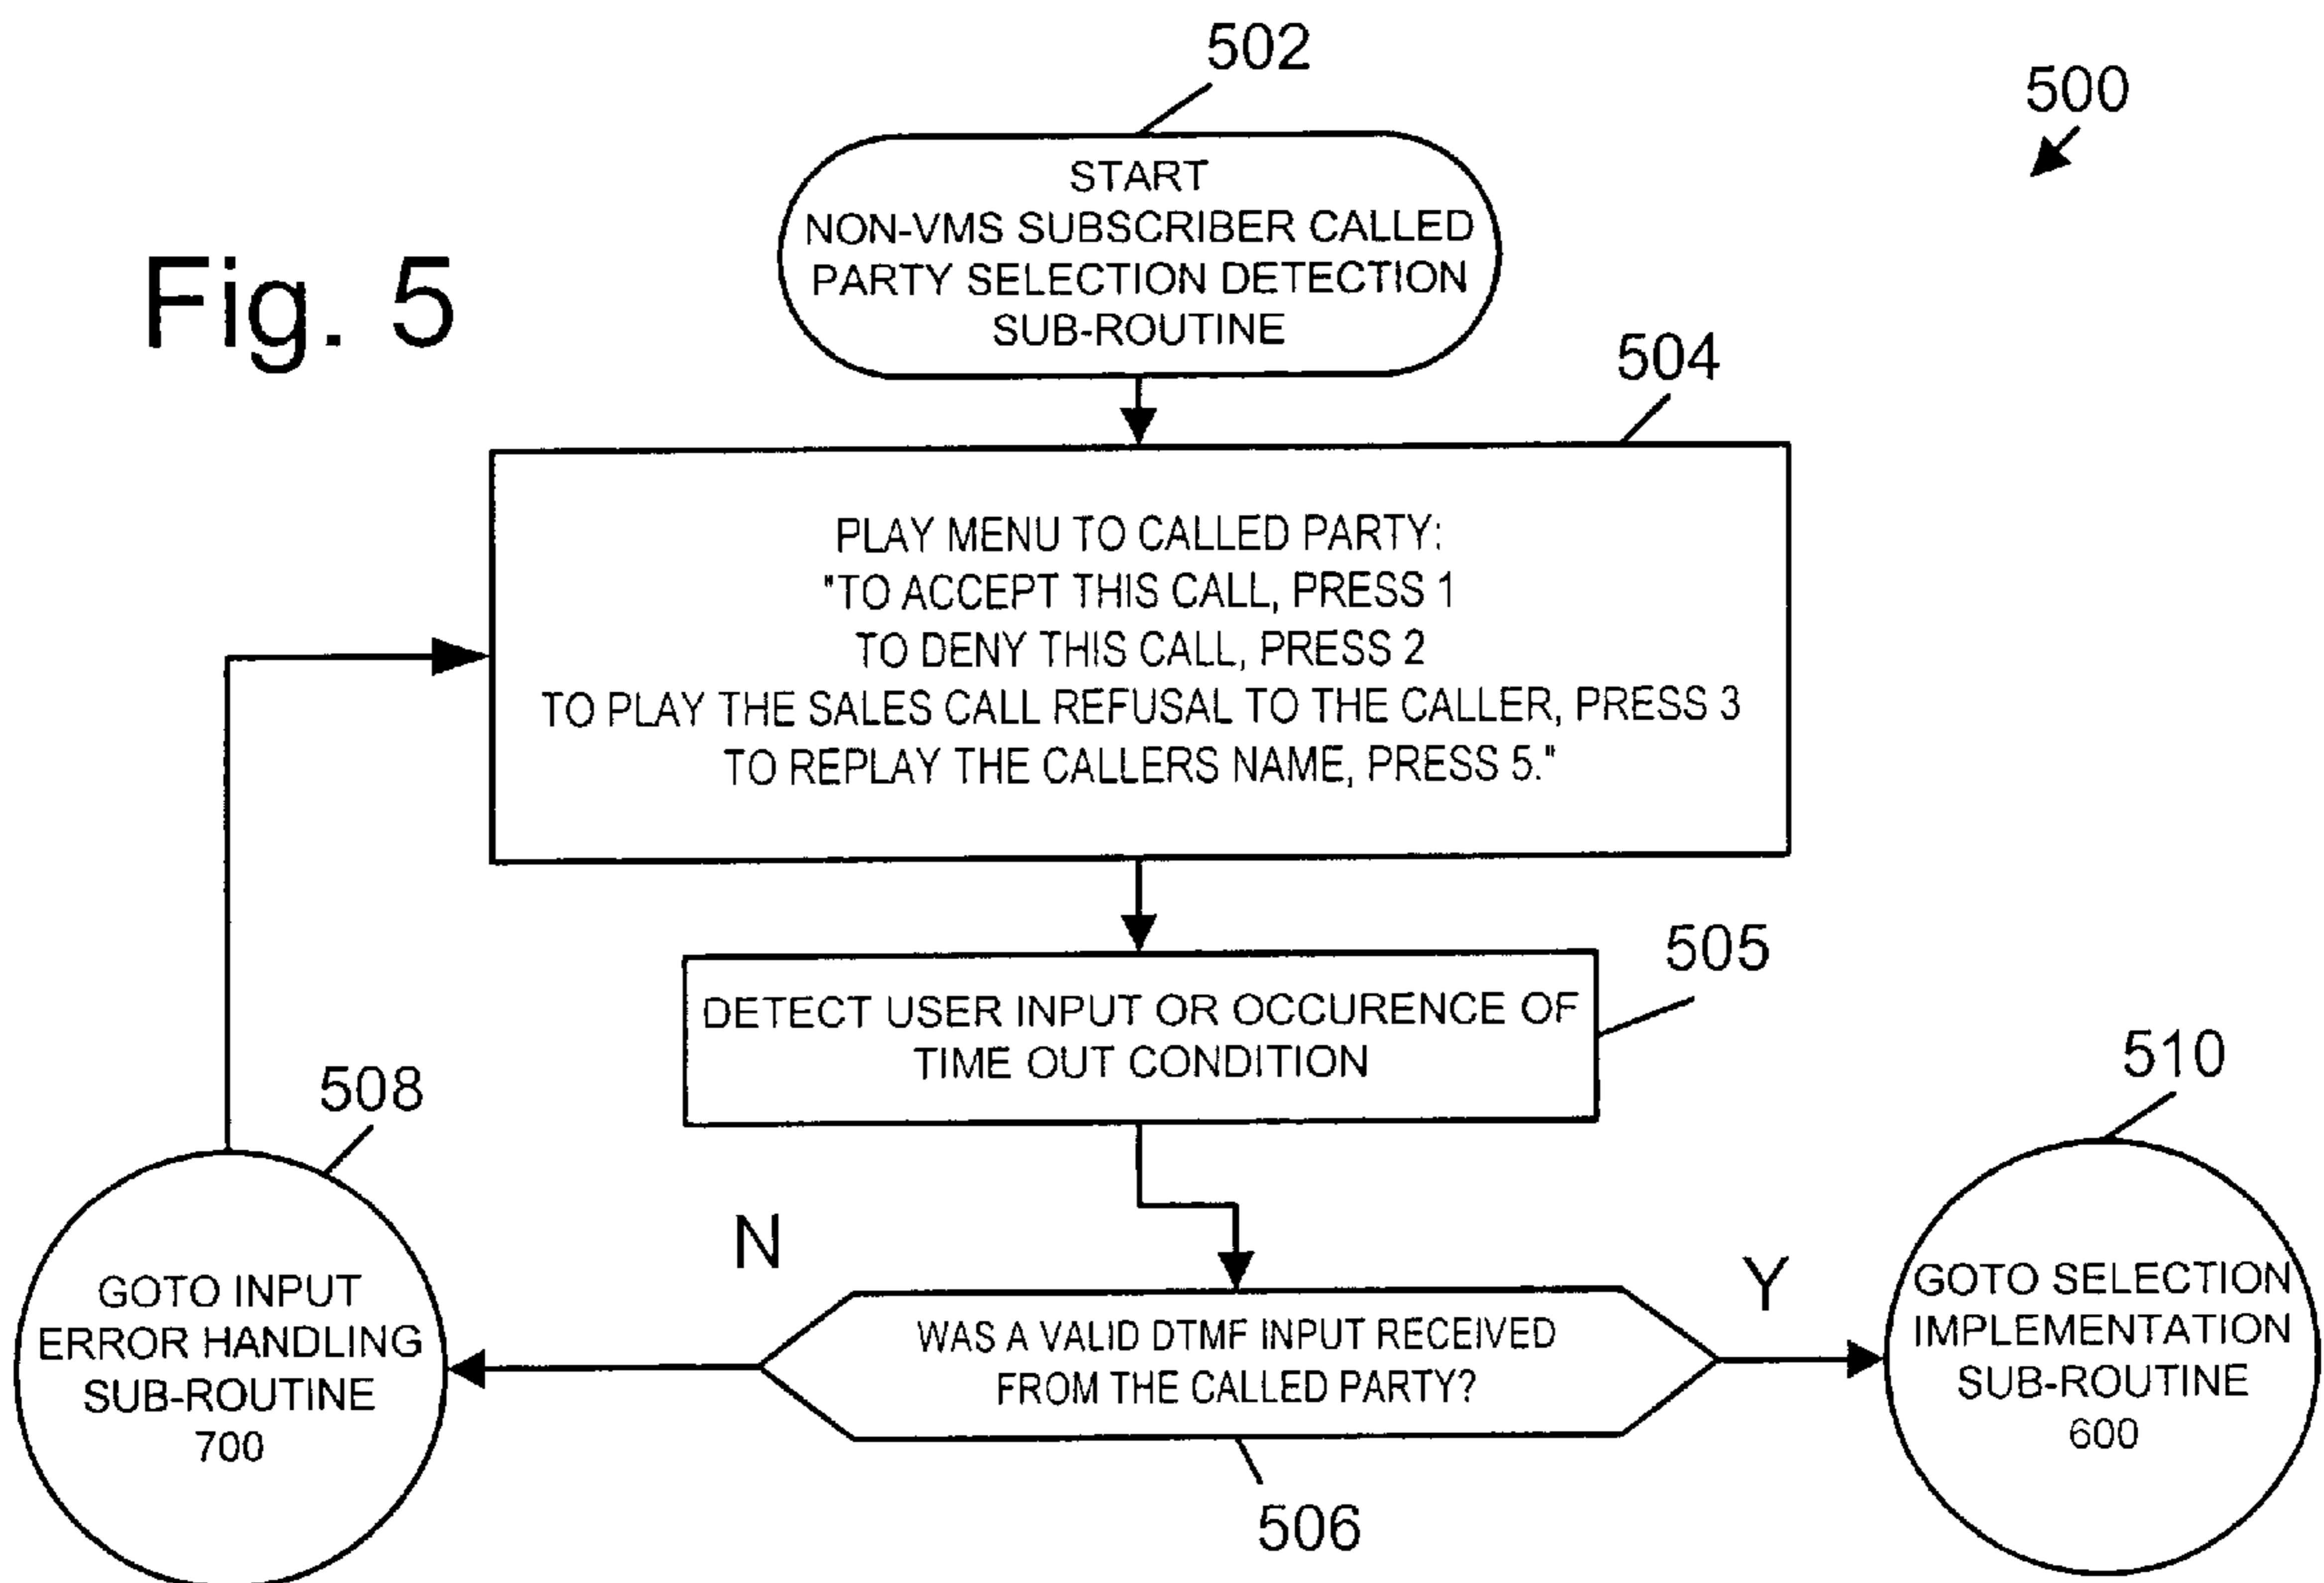 502
500
START
NON-VMS SUBSCRIBER CALLED
PARTY SELECTION DETECTION
SUB-ROUTINE
Fig. 5
504
PLAY MENU TO CALLED PARTY:
"TO ACCEPT THIS CALL, PRESS 1
TO DENY THIS CALL, PRESS 2
TO PLAY THE SALES CALL REFUSAL TO THE CALLER, PRESS 3
TO REPLAY THE CALLERS NAME, PRESS 5."
505
DETECT USER INPUT OR OCCURENCE OF
TIME OUT CONDITION
508
510
N
Y
GOTO INPUT
ERROR HANDLING
SUB-ROUTINE
700
WAS A VALID DTMF INPUT RECEIVED
FROM THE CALLED PARTY?
GOTO SELECTION
IMPLEMENTATION
SUB-ROUTINE
600
506